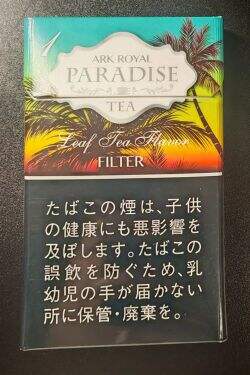 ARK·ROYAL
PARADISE
TEA
Leaf Tea Flavor
FILTER
たばこの煙は、子供
の健康にも悪影響を
及ぼします。たばこの
誤飲を防ぐため、乳
幼児の手が届かない
所に保管・廃棄を。